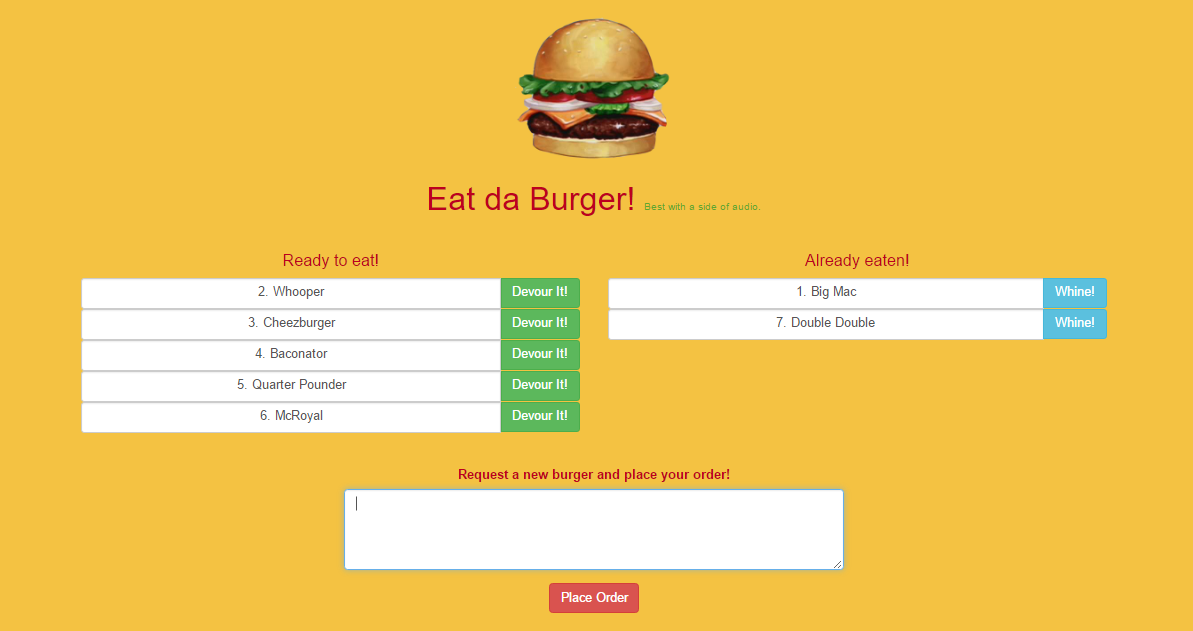 Eat da Burger! Best with a side of audio.
Ready to eat!
2. Whooper Devour It!
3. Cheezburger Devour It!
4. Baconator Devour It!
5. Quarter Pounder Devour It!
6. McRoyal Devour It!
Already eaten!
1. Big Mac Whine!
7. Double Double Whine!
Request a new burger and place your order!
Place Order